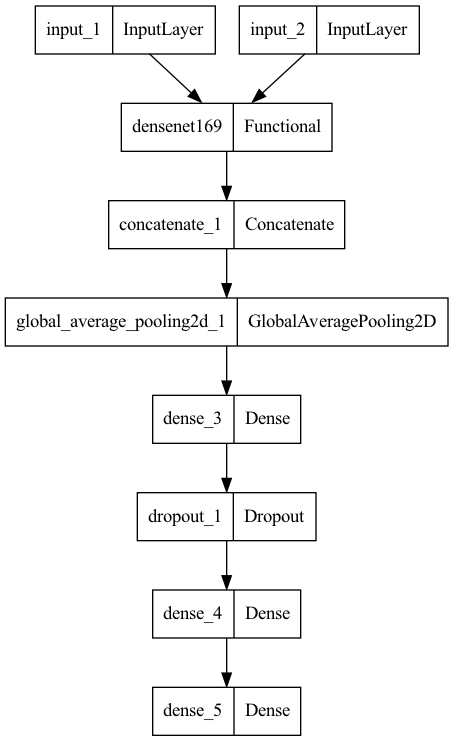 input_1 InputLayer input_2 InputLayer
densenet169 Functional
concatenate_1 Concatenate
global_average_pooling2d_1 GlobalAveragePooling2D
dense_3 Dense
dropout_1 Dropout
dense_4 Dense
dense_5 Dense